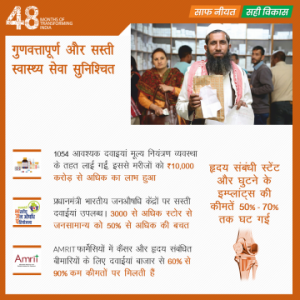 48 MONTHS OF TRANSFORMING INDIA
साफ नीयत सही विकास
गुणवत्तापूर्ण और सस्ती
स्वास्थ्य सेवा सुनिश्चित
1054 आवश्यक दवाइयां मूल्य नियंत्रण व्यवस्था
के तहत लाई गईं, इससे मरीजों को ₹10,000
करोड़ से अधिक का लाभ हुआ
प्रधानमंत्री भारतीय जनऔषधि केंद्रों पर सस्ती
दवाईयां उपलब्ध। 3000 से अधिक स्टोर से
जनसामान्य को 50% से अधिक की बचत
Amrit
AMRIT फार्मेसियों में कैंसर और हृदय संबंधित
बीमारियों के लिए दवाईयां बाजार से 60% से
90% कम कीमतों पर मिलती हैं
हृदय संबंधी स्टेंट
और घुटने के
इम्प्लांट्स की
कीमतें 50% - 70%
तक घट गईं